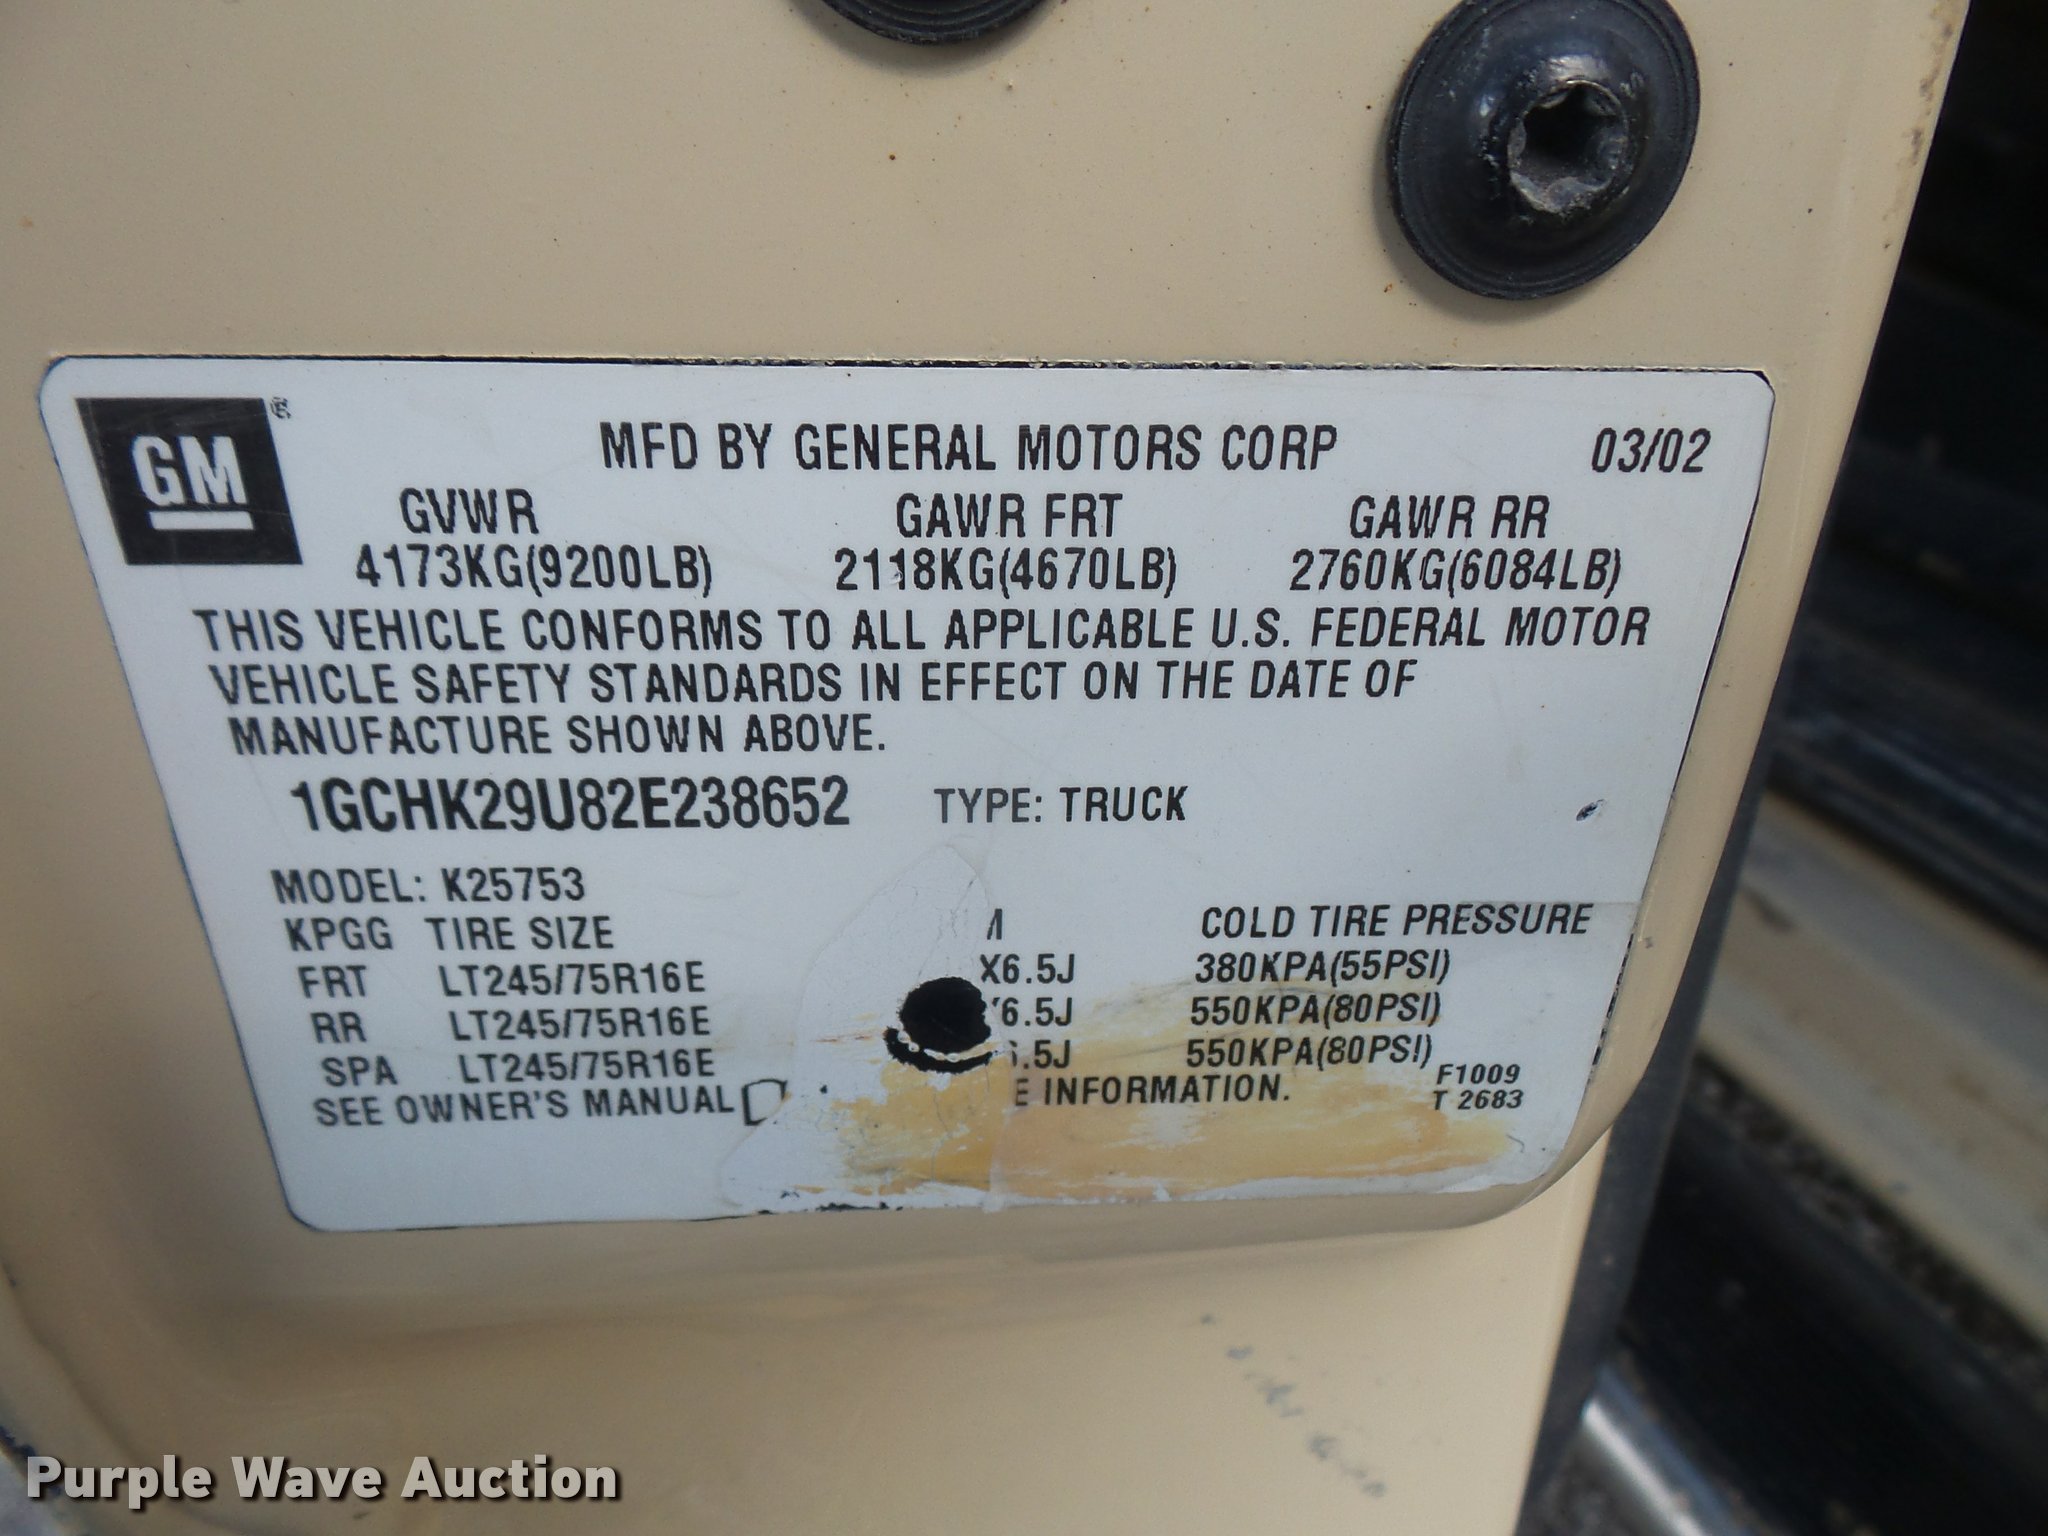 GM
MFD BY GENERAL MOTORS CORP 03/02
GVWR GAWR FRT GAWR RR
4173KG(9200LB) 2118KG(4670LB) 2760KG(6084LB)
THIS VEHICLE CONFORMS TO ALL APPLICABLE U.S. FEDERAL MOTOR
VEHICLE SAFETY STANDARDS IN EFFECT ON THE DATE OF
MANUFACTURE SHOWN ABOVE.
1GCHK29U82E238652 TYPE: TRUCK
MODEL: K25753
KPGG TIRE SIZE COLD TIRE PRESSURE
FRT LT245/75R16E X6.5J 380KPA(55PSI)
RR LT245/75R16E 6.5J 550KPA(80PSI)
SPA LT245/75R16E .5J 550KPA(80PSI)
SEE OWNER'S MANUAL E INFORMATION.
F1009
T 2683
Purple Wave Auction